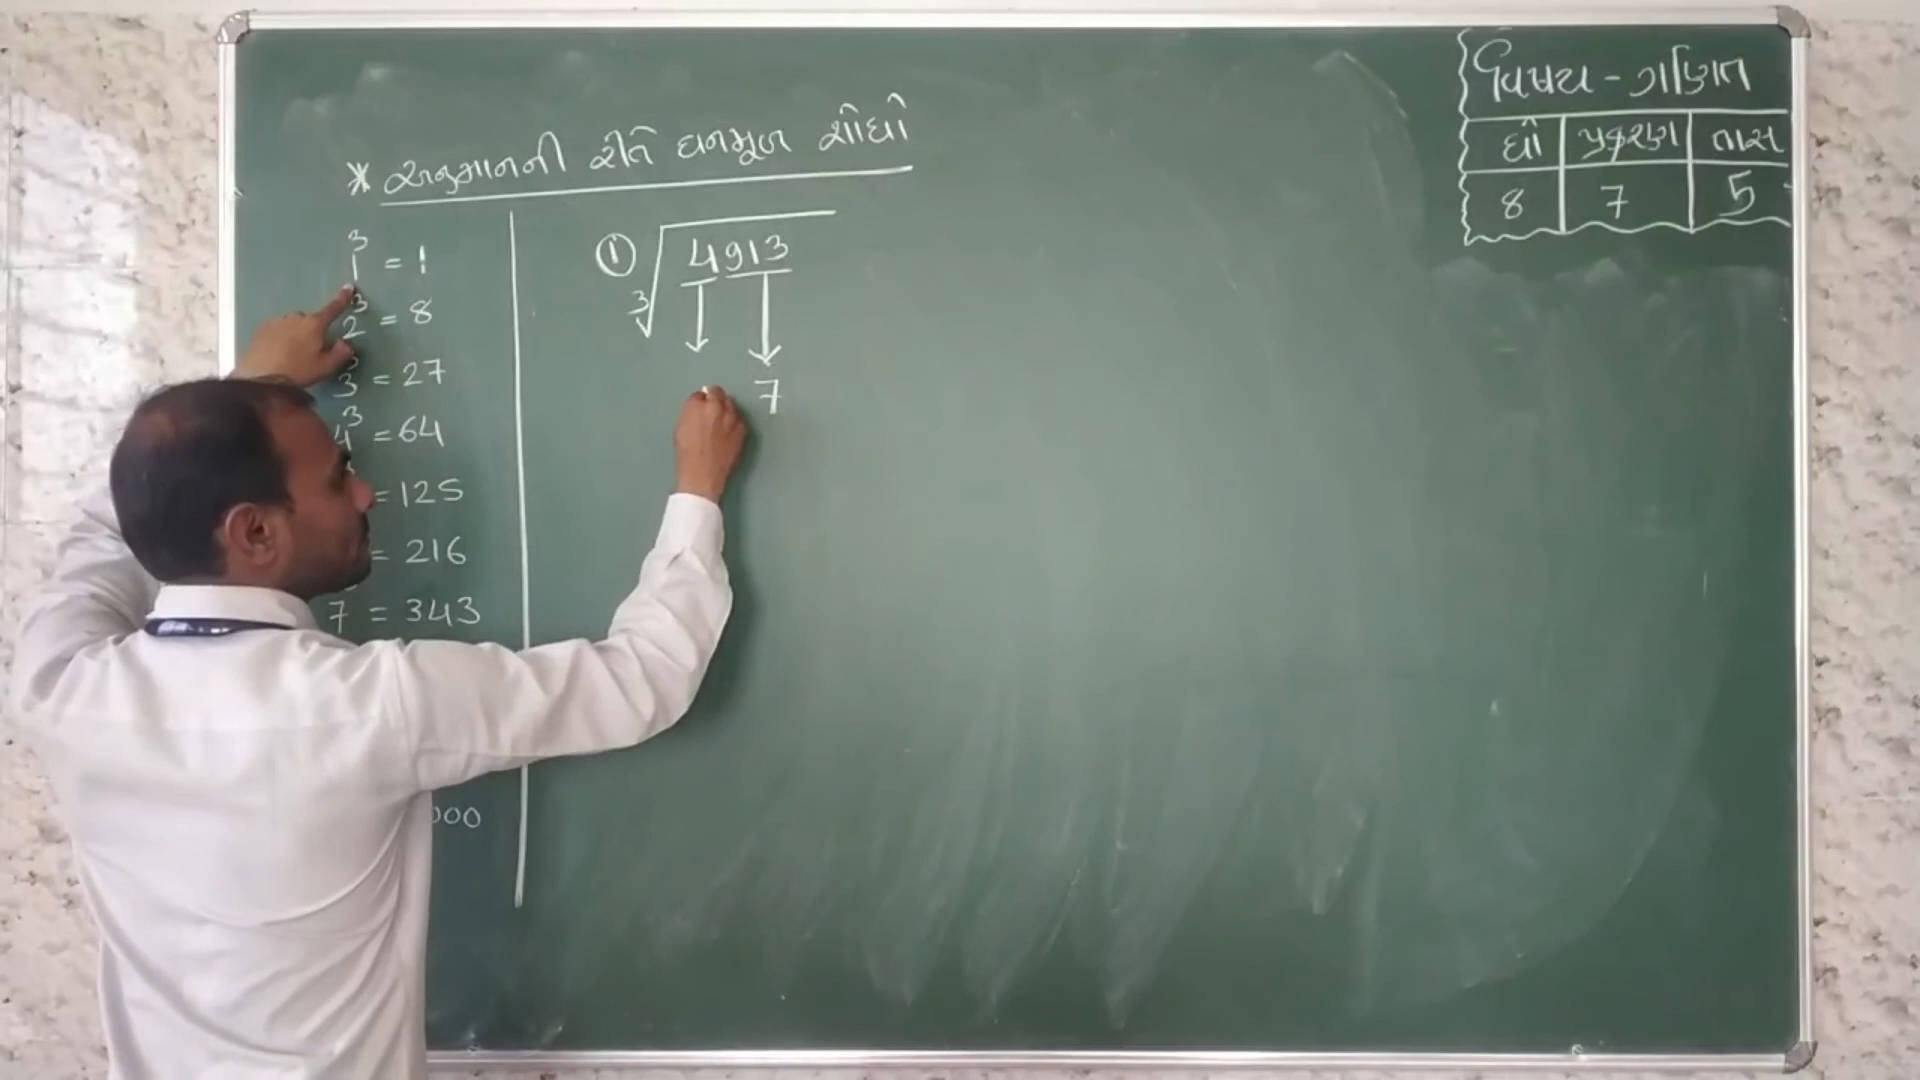 * અનુમાનની રીતે ઘનમૂળ શોધો
1³ = 1
2³ = 8
3³ = 27
4³ = 64
= 125
= 216
7 = 343
000
① ∛4913
7
વિષય - ગણિત
ધો પ્રકરણ તાસ
8 7 5